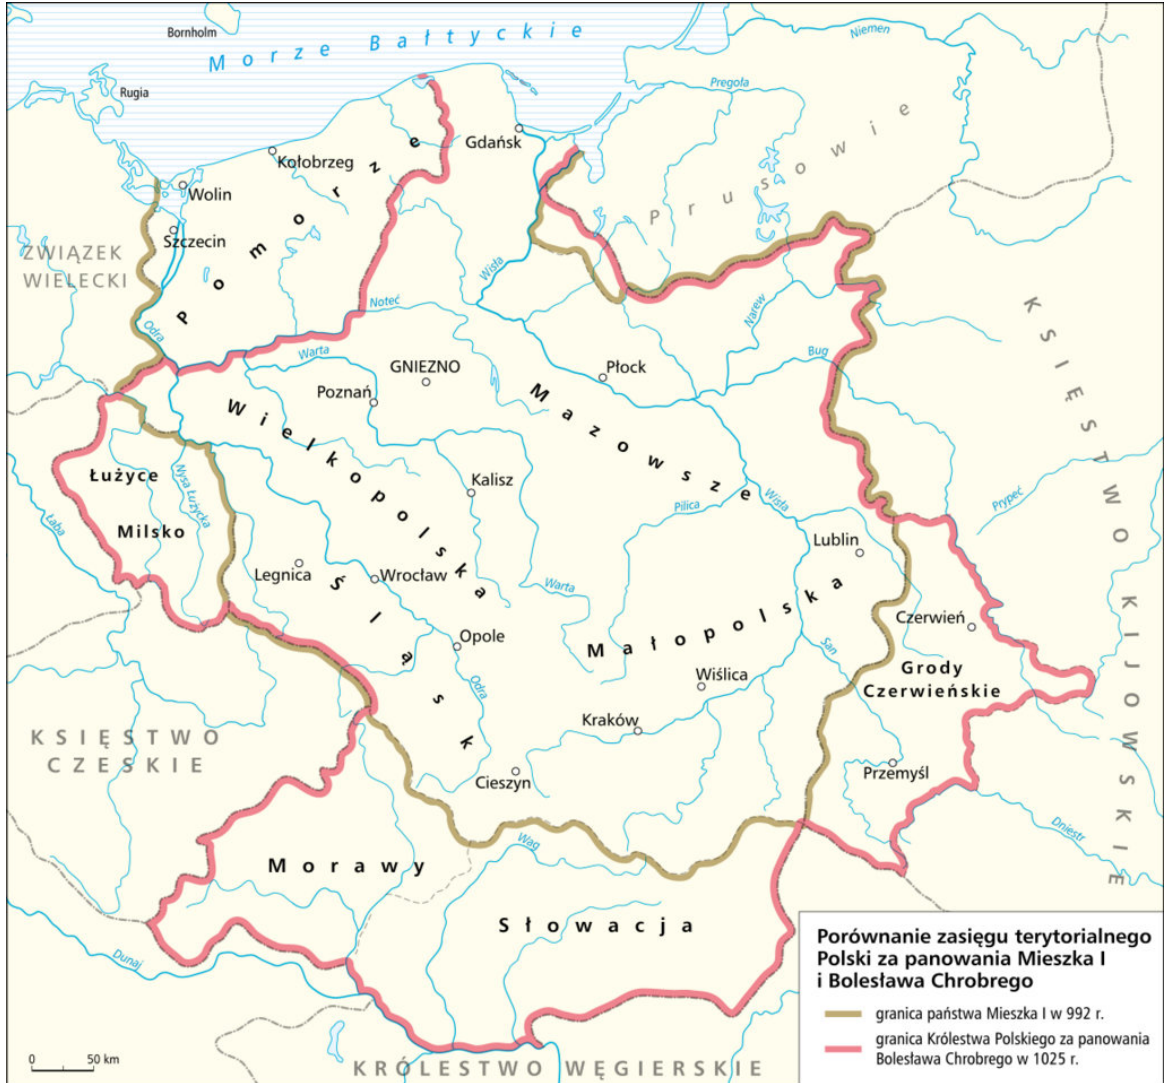 Bornholm
Morze Bałtyckie
Niemen
Rugia
Pregoła
Gdańsk
Prusowie
Kołobrzeg
Wolin
Szczecin
Pomorze
ZWIĄZEK
WIELECKI
Wisła
Odra
Noteć
Narew
Warta
Bug
GNIEZNO
Poznań
Płock
Wielkopolska
Mazowsze
KSIĘSTWO KIJOWSKIE
Łużyce
Nysa Łużycka
Kalisz
Pilica
Wisła
Prypeć
Łaba
Milsko
Lublin
Legnica
Wrocław
Śląsk
Warta
Małopolska
Czerwień
Opole
San
Grody
Czerwieńskie
Wiślica
Odra
Kraków
KSIĘSTWO
CZESKIE
Cieszyn
Przemyśl
Dniestr
Wag
Morawy
Słowacja
Dunaj
Porównanie zasięgu terytorialnego
Polski za panowania Mieszka I
i Bolesława Chrobrego
granica państwa Mieszka I w 992 r.
granica Królestwa Polskiego za panowania
Bolesława Chrobrego w 1025 r.
0 50 km
KRÓLESTWO WĘGIERSKIE